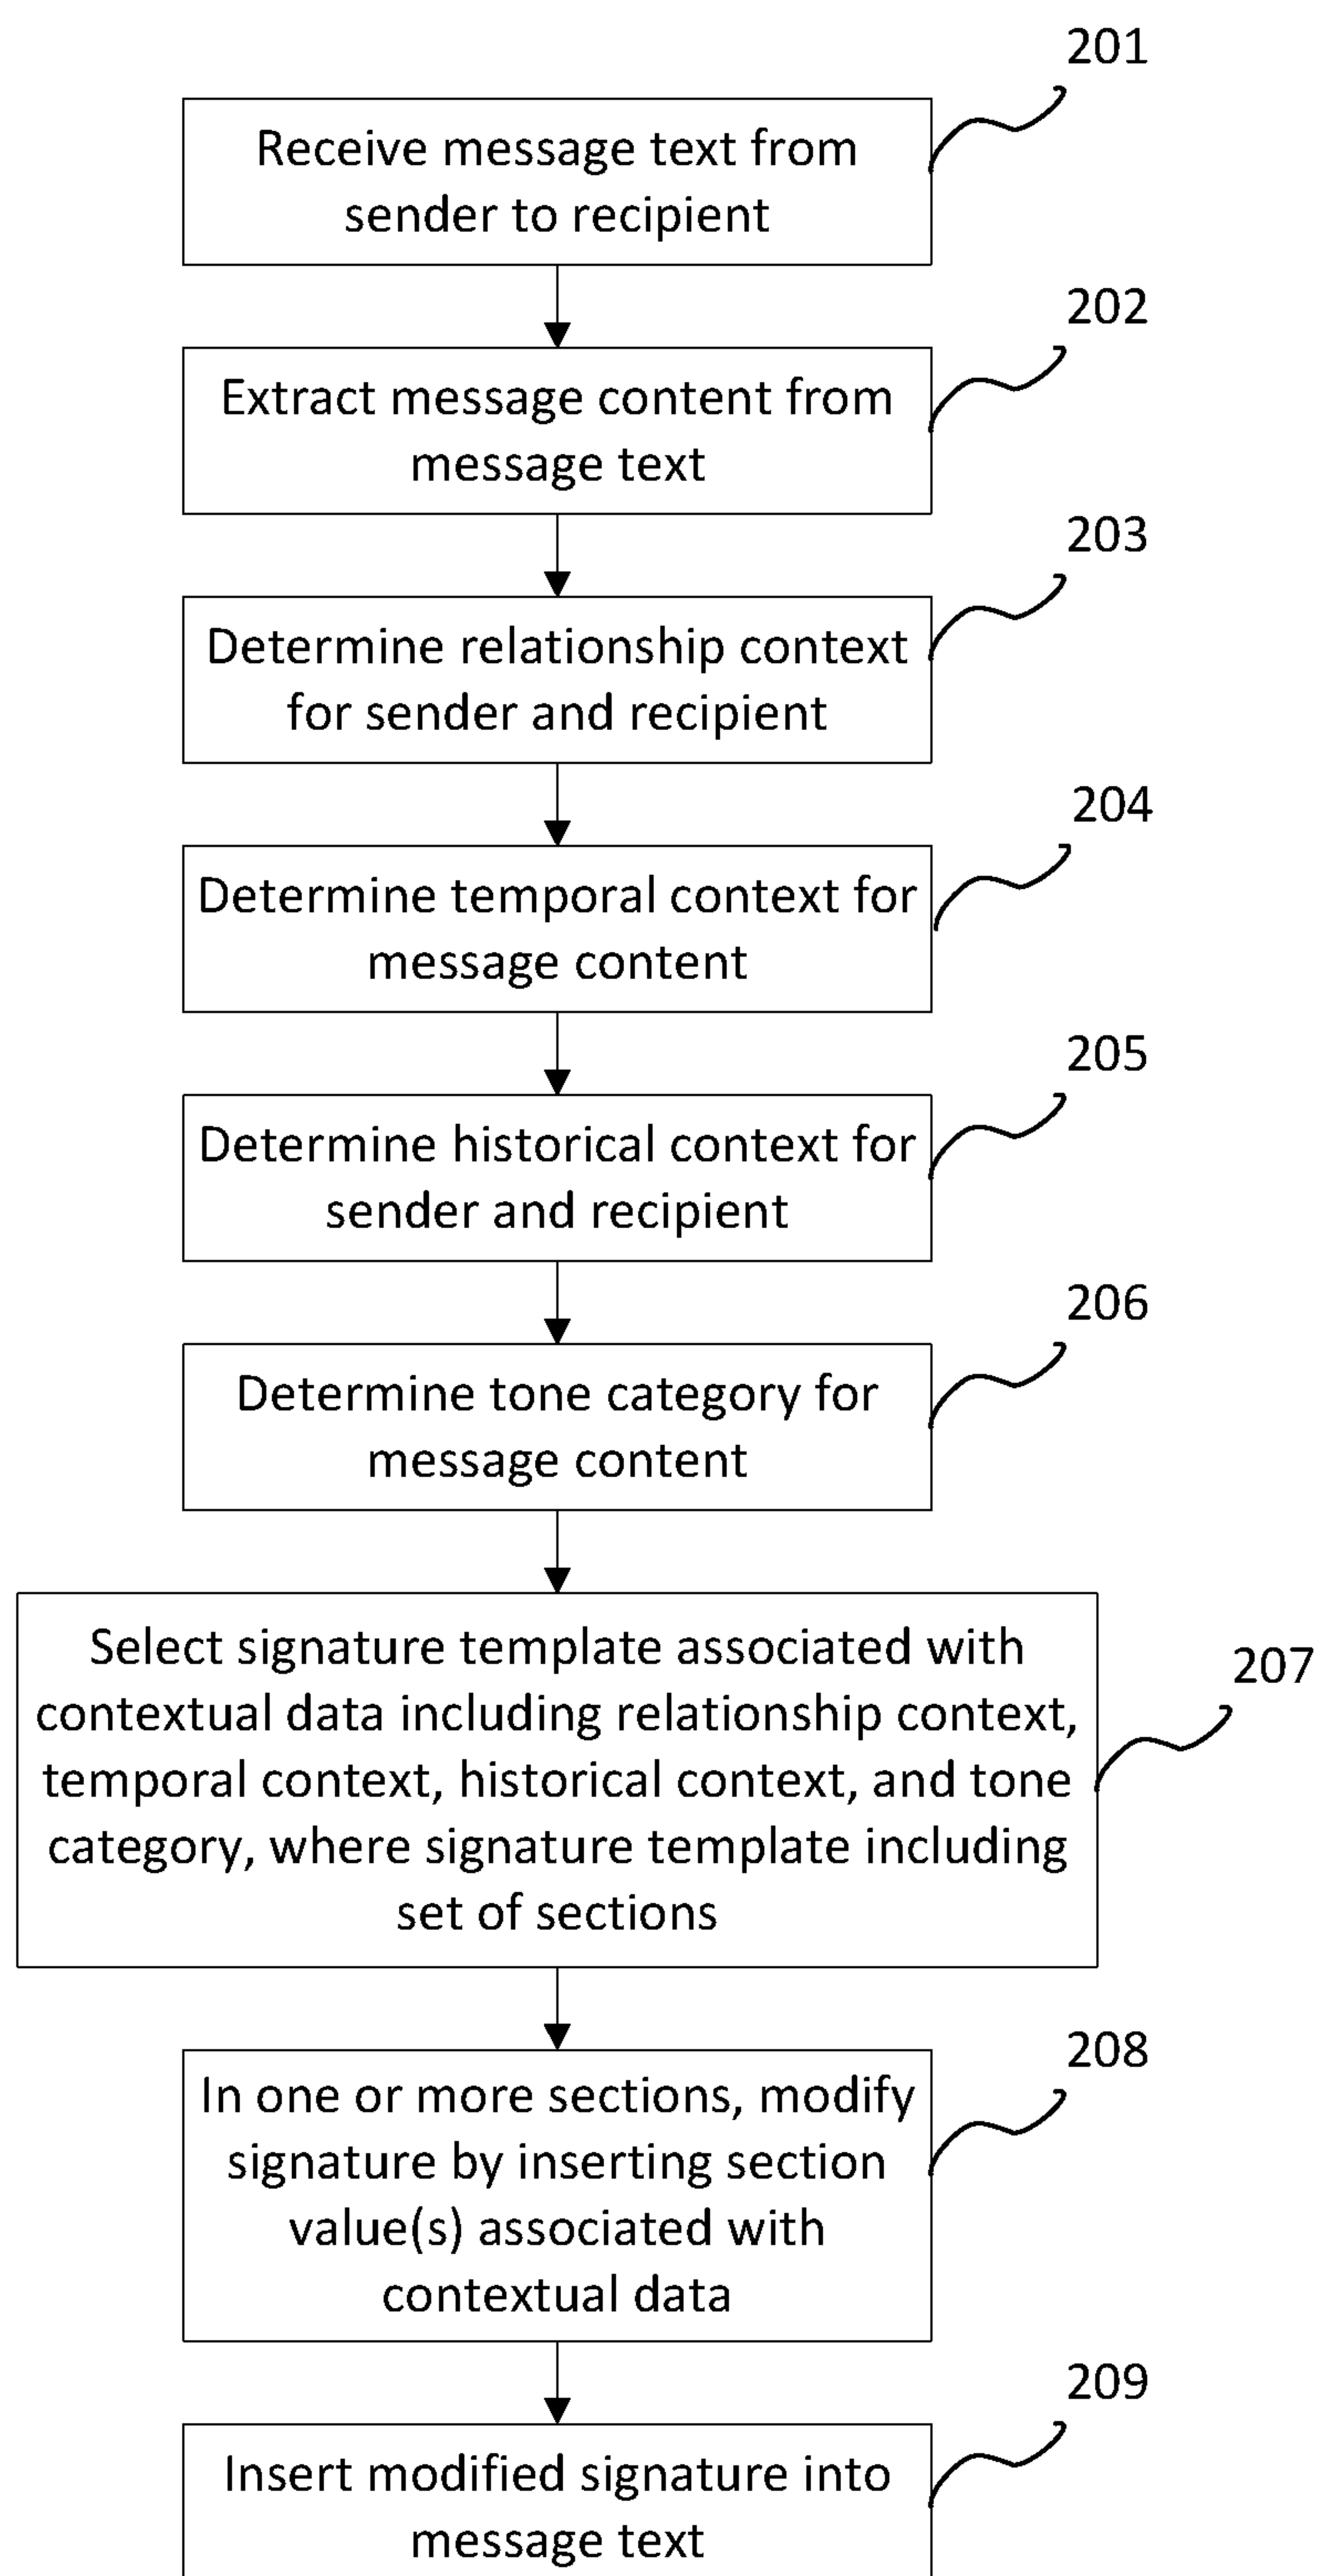 201
Receive message text from
sender to recipient
202
Extract message content from
message text
203
Determine relationship context
for sender and recipient
204
Determine temporal context for
message content
205
Determine historical context for
sender and recipient
206
Determine tone category for
message content
207
Select signature template associated with
contextual data including relationship context,
temporal context, historical context, and tone
category, where signature template including
set of sections
208
In one or more sections, modify
signature by inserting section
value(s) associated with
contextual data
209
Insert modified signature into
message text